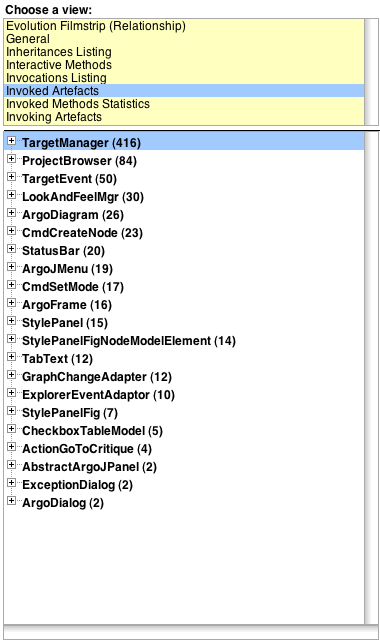 Choose a view:
Evolution Filmstrip (Relationship)
General
Inheritances Listing
Interactive Methods
Invocations Listing
Invoked Artefacts
Invoked Methods Statistics
Invoking Artefacts
TargetManager (416)
ProjectBrowser (84)
TargetEvent (50)
LookAndFeelMgr (30)
ArgoDiagram (26)
CmdCreateNode (23)
StatusBar (20)
ArgoJMenu (19)
CmdSetMode (17)
ArgoFrame (16)
StylePanel (15)
StylePanelFigNodeModelElement (14)
TabText (12)
GraphChangeAdapter (12)
ExplorerEventAdaptor (10)
StylePanelFig (7)
CheckboxTableModel (5)
ActionGoToCritique (4)
AbstractArgoJPanel (2)
ExceptionDialog (2)
ArgoDialog (2)